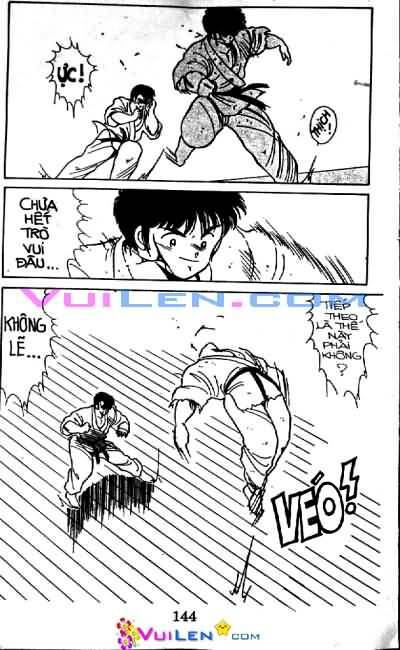 ỰC!
THỊCH!
CHƯA
HẾT
TRÒ
VUI
ĐÂU...
VUILEN.COM
TIẾP
THEO
LÀ THẾ
NÀY
PHẢI
KHÔNG
?
KHÔNG
LẼ...
VÉO!
144
VUILEN.COM